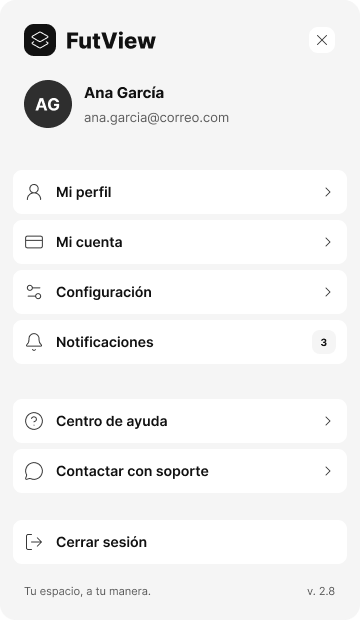 FutView
AG
Ana García
ana.garcia@correo.com
Mi perfil
Mi cuenta
Configuración
Notificaciones 3
Centro de ayuda
Contactar con soporte
Cerrar sesión
Tu espacio, a tu manera. v. 2.8